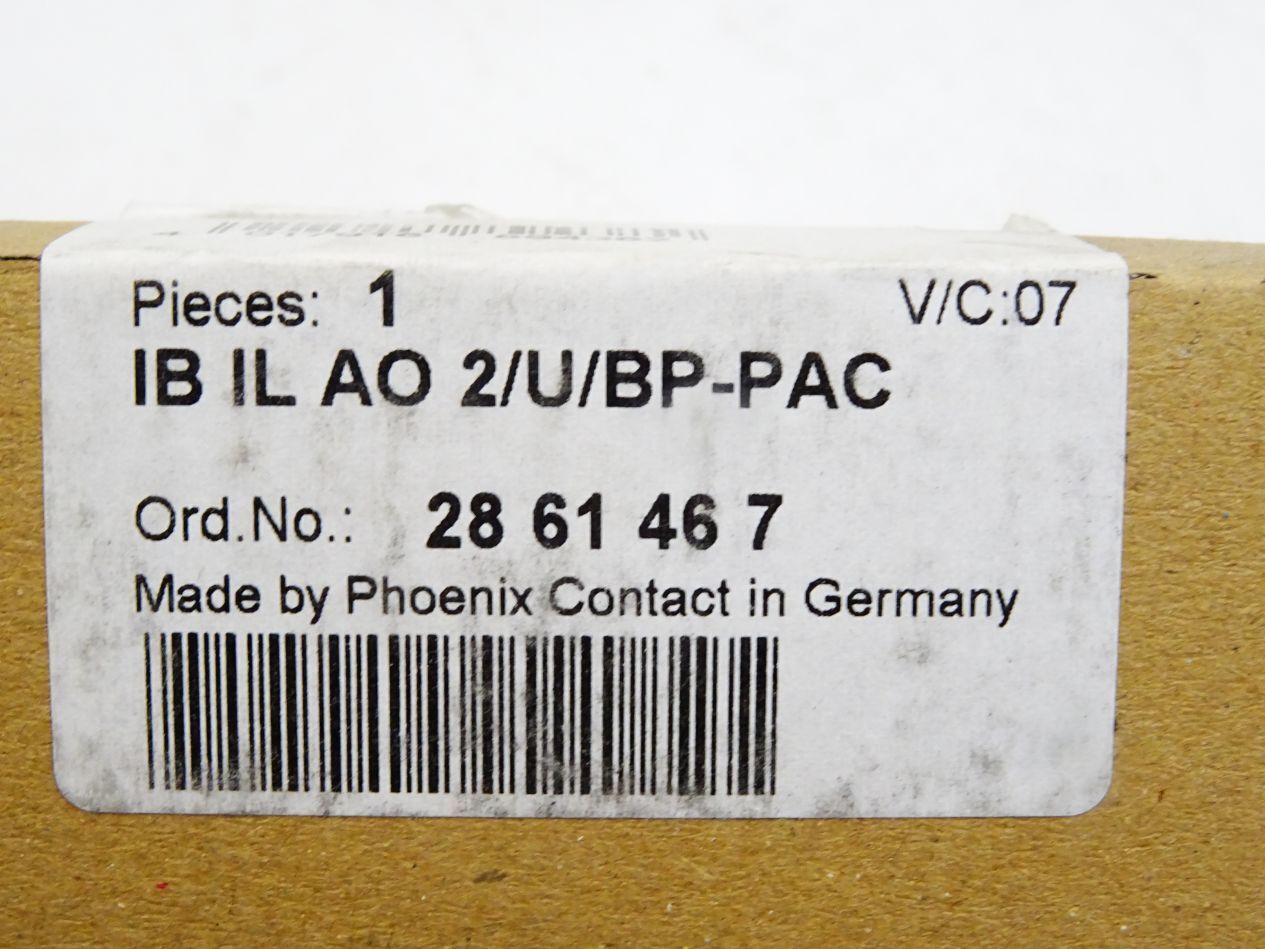 Pieces: 1 V/C:07
IB IL AO 2/U/BP-PAC
Ord.No.: 28 61 46 7
Made by Phoenix Contact in Germany